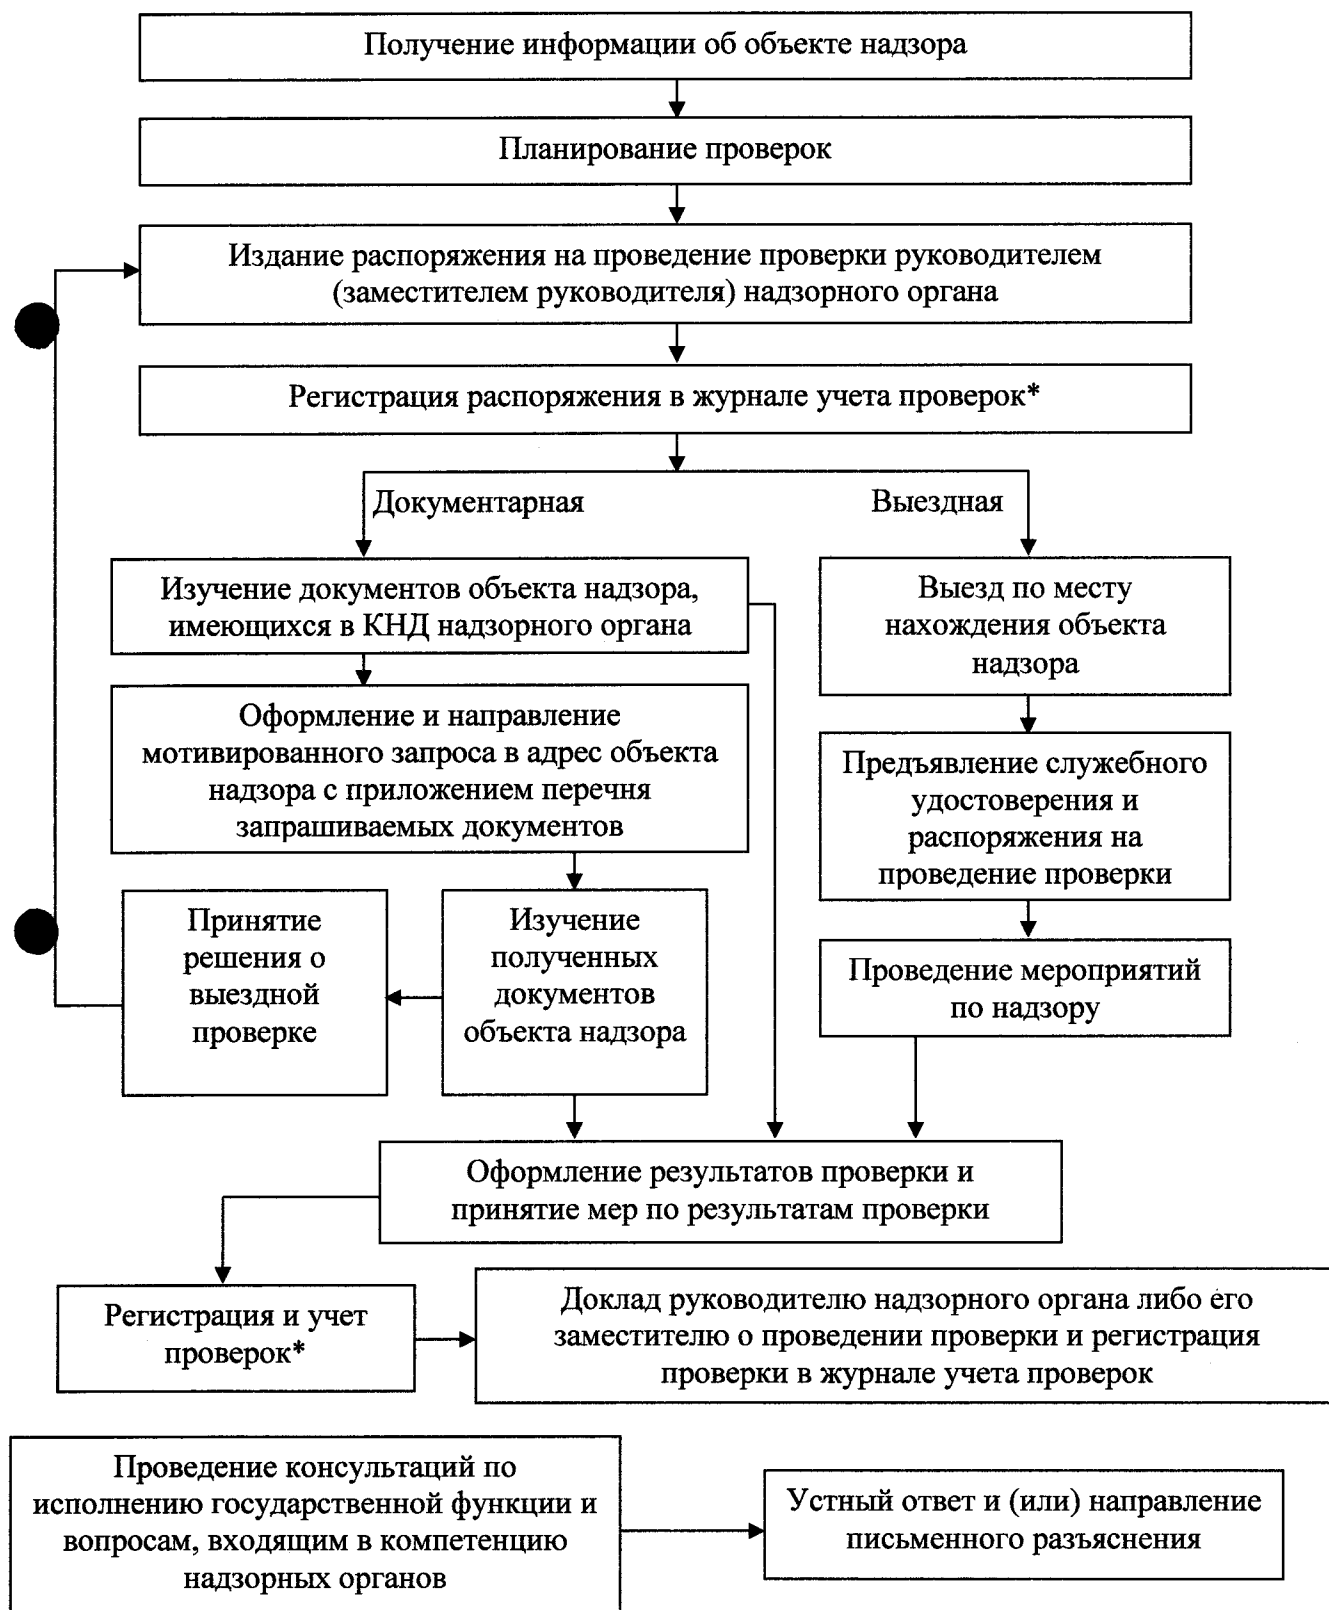 Получение информации об объекте надзора
Планирование проверок
Издание распоряжения на проведение проверки руководителем
(заместителем руководителя) надзорного органа
Регистрация распоряжения в журнале учета проверок*
Документарная
Выездная
Изучение документов объекта надзора,
имеющихся в КНД надзорного органа
Оформление и направление
мотивированного запроса в адрес объекта
надзора с приложением перечня
запрашиваемых документов
Принятие
решения о
выездной
проверке
Изучение
полученных
документов
объекта надзора
Выезд по месту
нахождения объекта
надзора
Предъявление служебного
удостоверения и
распоряжения на
проведение проверки
Проведение мероприятий
по надзору
Оформление результатов проверки и
принятие мер по результатам проверки
Регистрация и учет
проверок*
Доклад руководителю надзорного органа либо его
заместителю о проведении проверки и регистрация
проверки в журнале учета проверок
Проведение консультаций по
исполнению государственной функции и
вопросам, входящим в компетенцию
надзорных органов
Устный ответ и (или) направление
письменного разъяснения